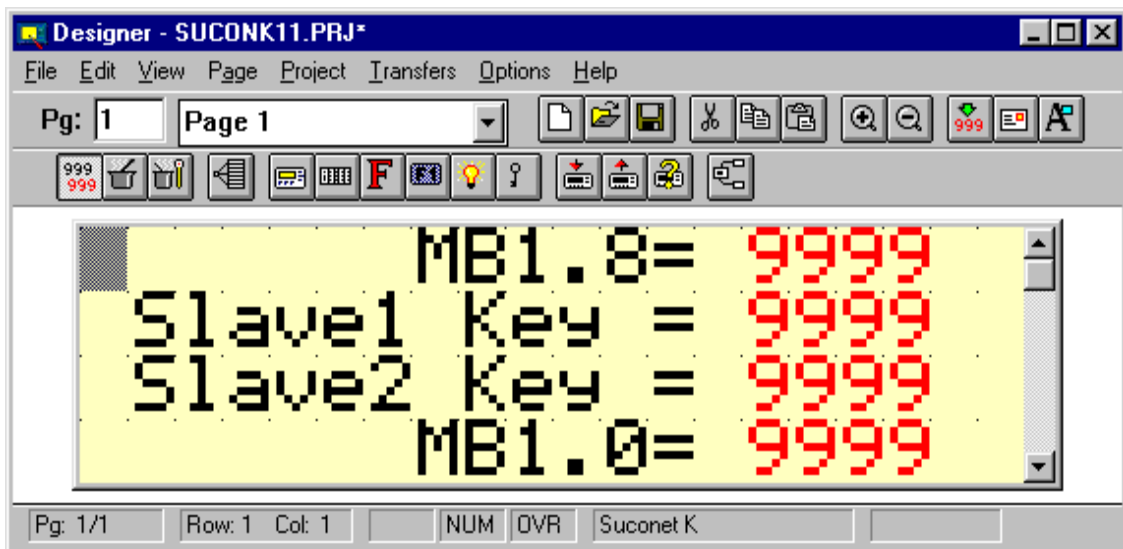 Designer - SUCONK11.PRJ*
File Edit View Page Project Transfers Options Help
Pg: 1 Page 1 999 A
999 999 F F3
MB1.8= 9999
Slave1 Key = 9999
Slave2 Key = 9999
MB1.0= 9999
Pg: 1/1 Row: 1 Col: 1 NUM OVR Suconet K